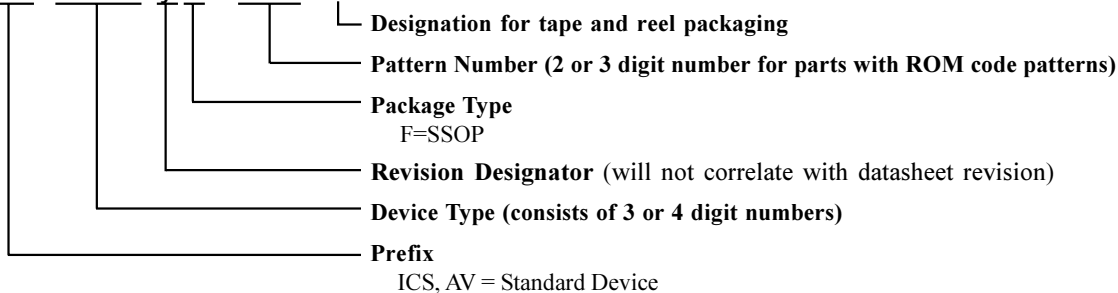 Designation for tape and reel packaging
Pattern Number (2 or 3 digit number for parts with ROM code patterns)
Package Type
F=SSOP
Revision Designator (will not correlate with datasheet revision)
Device Type (consists of 3 or 4 digit numbers)
Prefix
ICS, AV = Standard Device